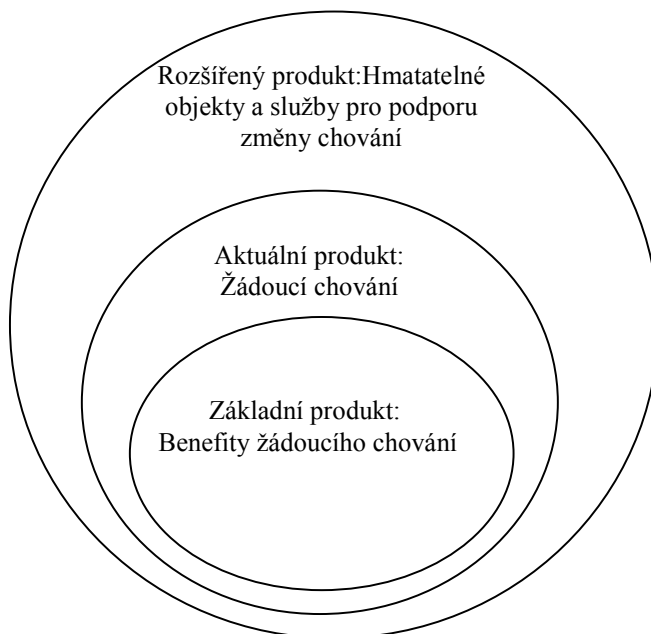 Rozšířený produkt:Hmatatelné
objekty a služby pro podporu
změny chování
Aktuální produkt:
Žádoucí chování
Základní produkt:
Benefity žádoucího chování